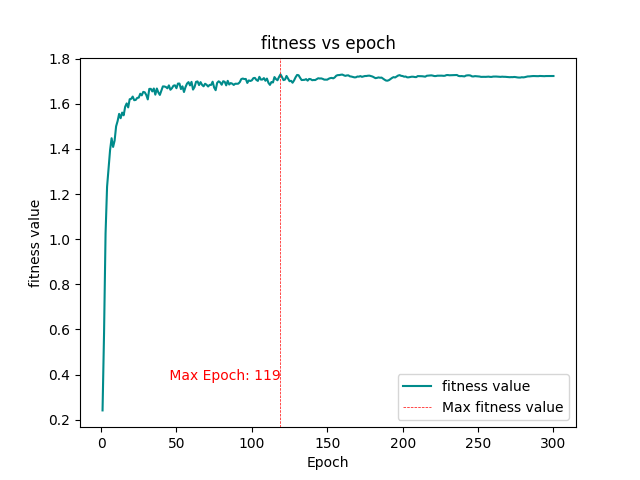 fitness vs epoch
1.8
1.6
1.4
1.2
1.0
0.8
0.6
0.4
0.2
fitness value
Max Epoch: 119
fitness value
Max fitness value
0 50 100 150 200 250 300
Epoch